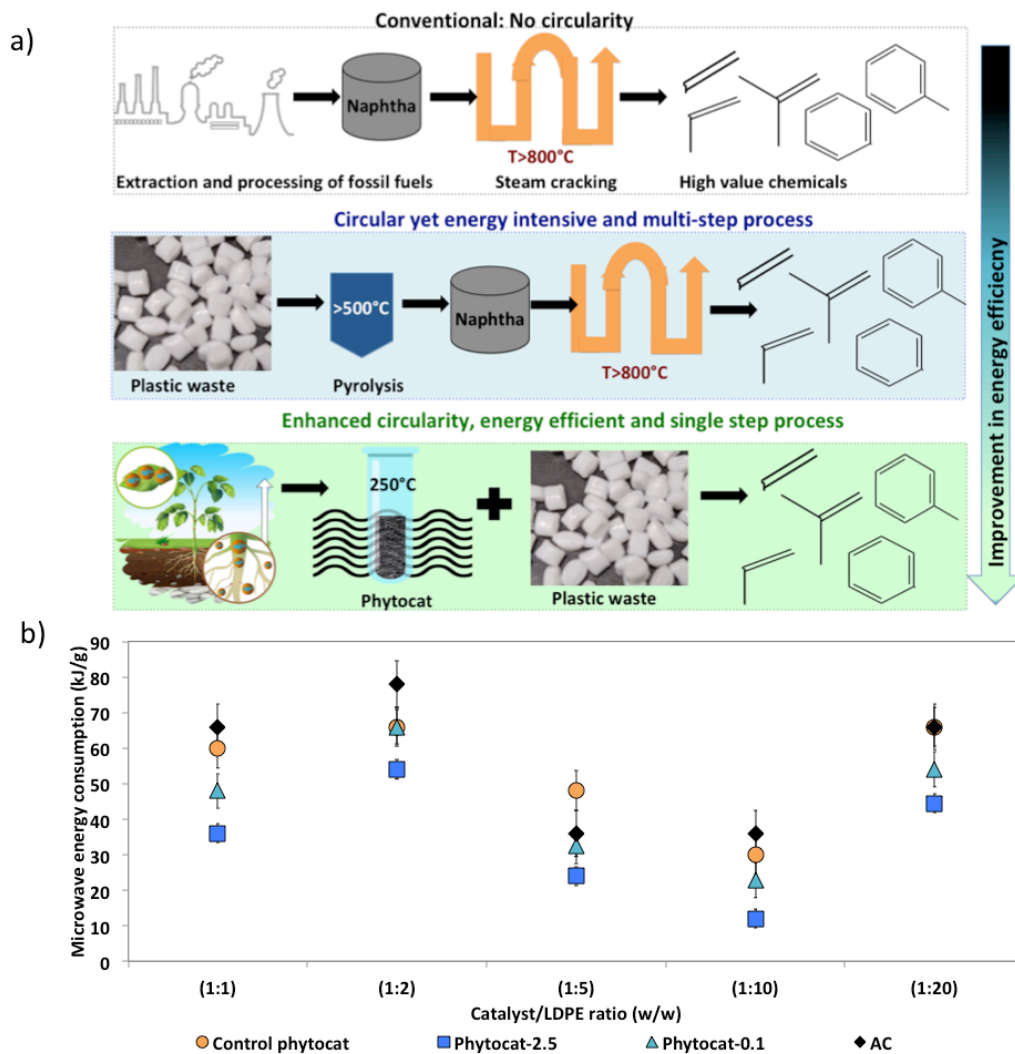 a)
Conventional: No circularity
Naphtha
T>800°C
Extraction and processing of fossil fuels
Steam cracking
High value chemicals
Circular yet energy intensive and multi-step process
>500°C
Naphtha
T>800°C
Plastic waste
Pyrolysis
Enhanced circularity, energy efficient and single step process
250°C
Phytocat
Plastic waste
Improvement in energy efficiecny
b)
Microwave energy consumption (kJ/g)
90
80
70
60
50
40
30
20
10
0
(1:1) (1:2) (1:5) (1:10) (1:20)
Catalyst/LDPE ratio (w/w)
Control phytocat Phytocat-2.5 Phytocat-0.1 AC